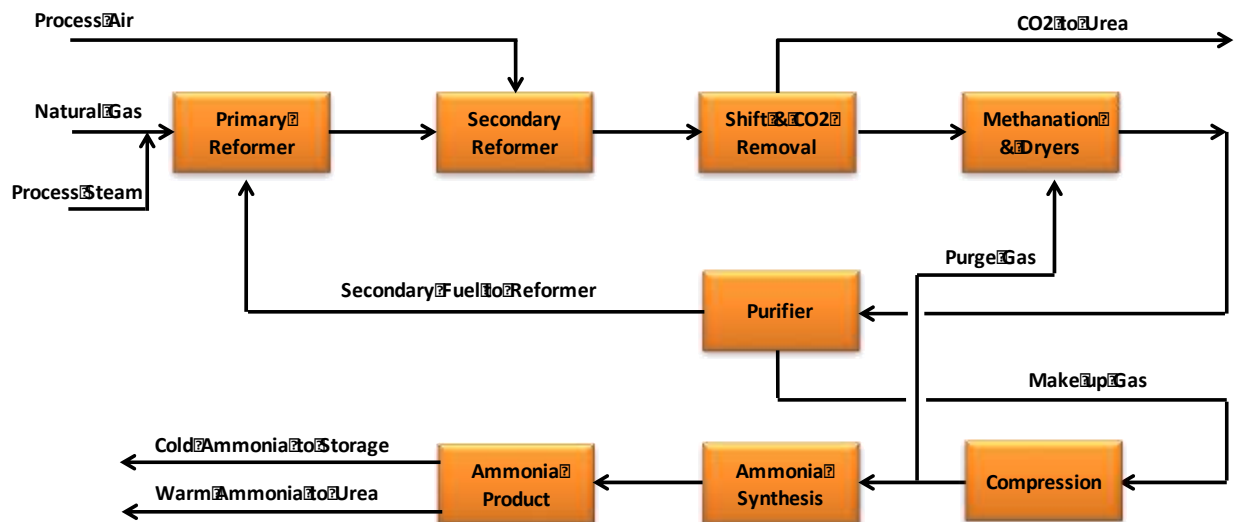 Process Air
CO2 to Urea
Natural Gas
Primary
Reformer
Secondary
Reformer
Shift & CO2
Removal
Methanation
& Dryers
Process Steam
Purge Gas
Secondary Fuel to Reformer
Purifier
Make up Gas
Cold Ammonia to Storage
Ammonia
Product
Ammonia
Synthesis
Compression
Warm Ammonia to Urea